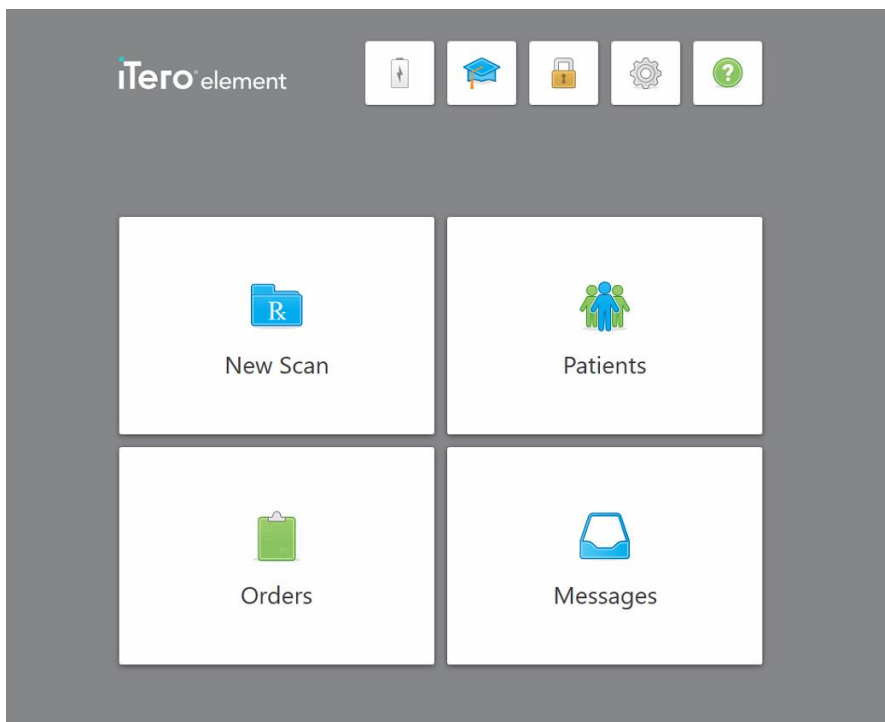 iTero element
?
R
New Scan
Patients
Orders
Messages